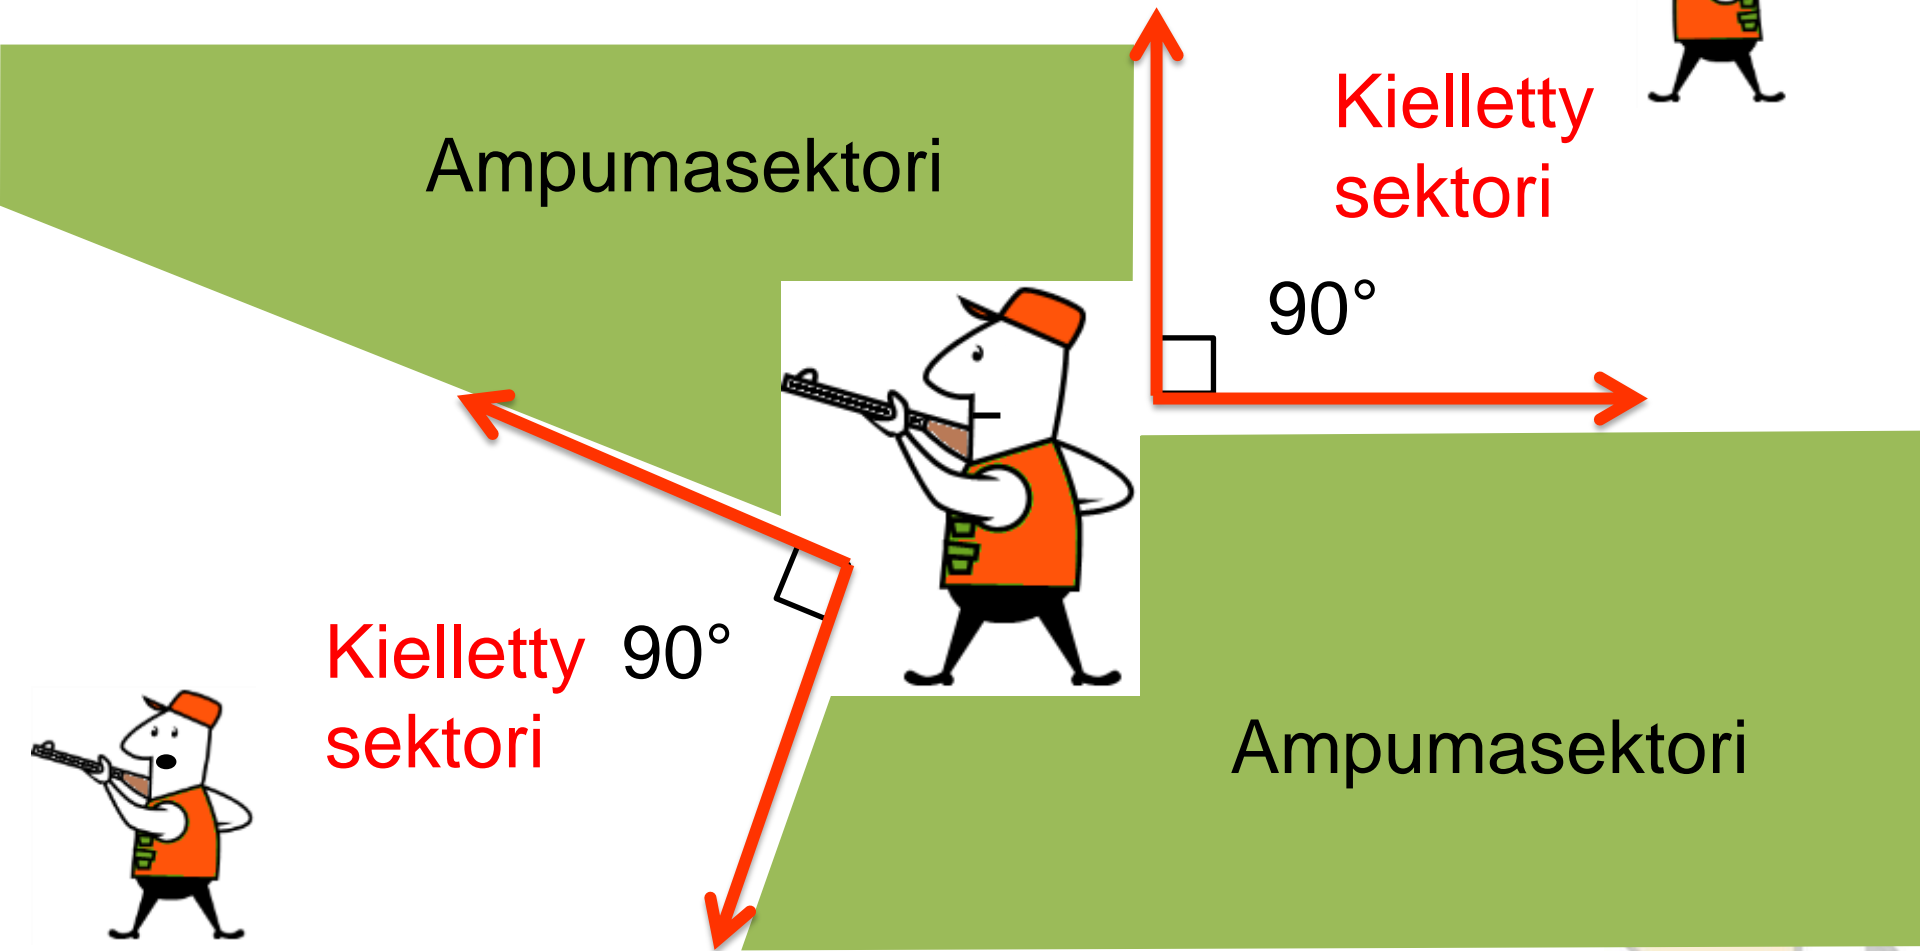 Ampumasektori
Kielletty
sektori
90°
Kielletty 90°
sektori
Ampumasektori